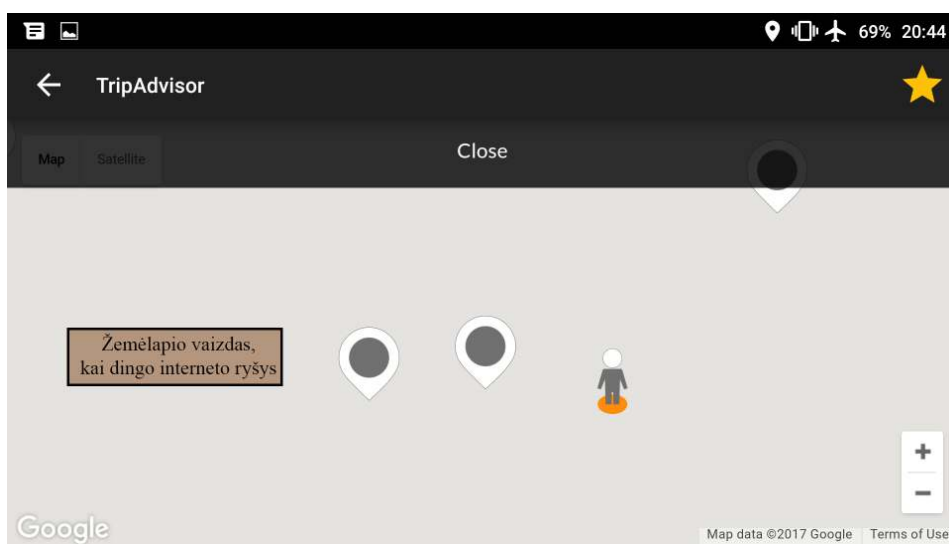 69% 20:44
TripAdvisor
Map Satellite
Close
Žemėlapio vaizdas,
kai dingo interneto ryšys
+
−
Google
Map data ©2017 Google Terms of Use